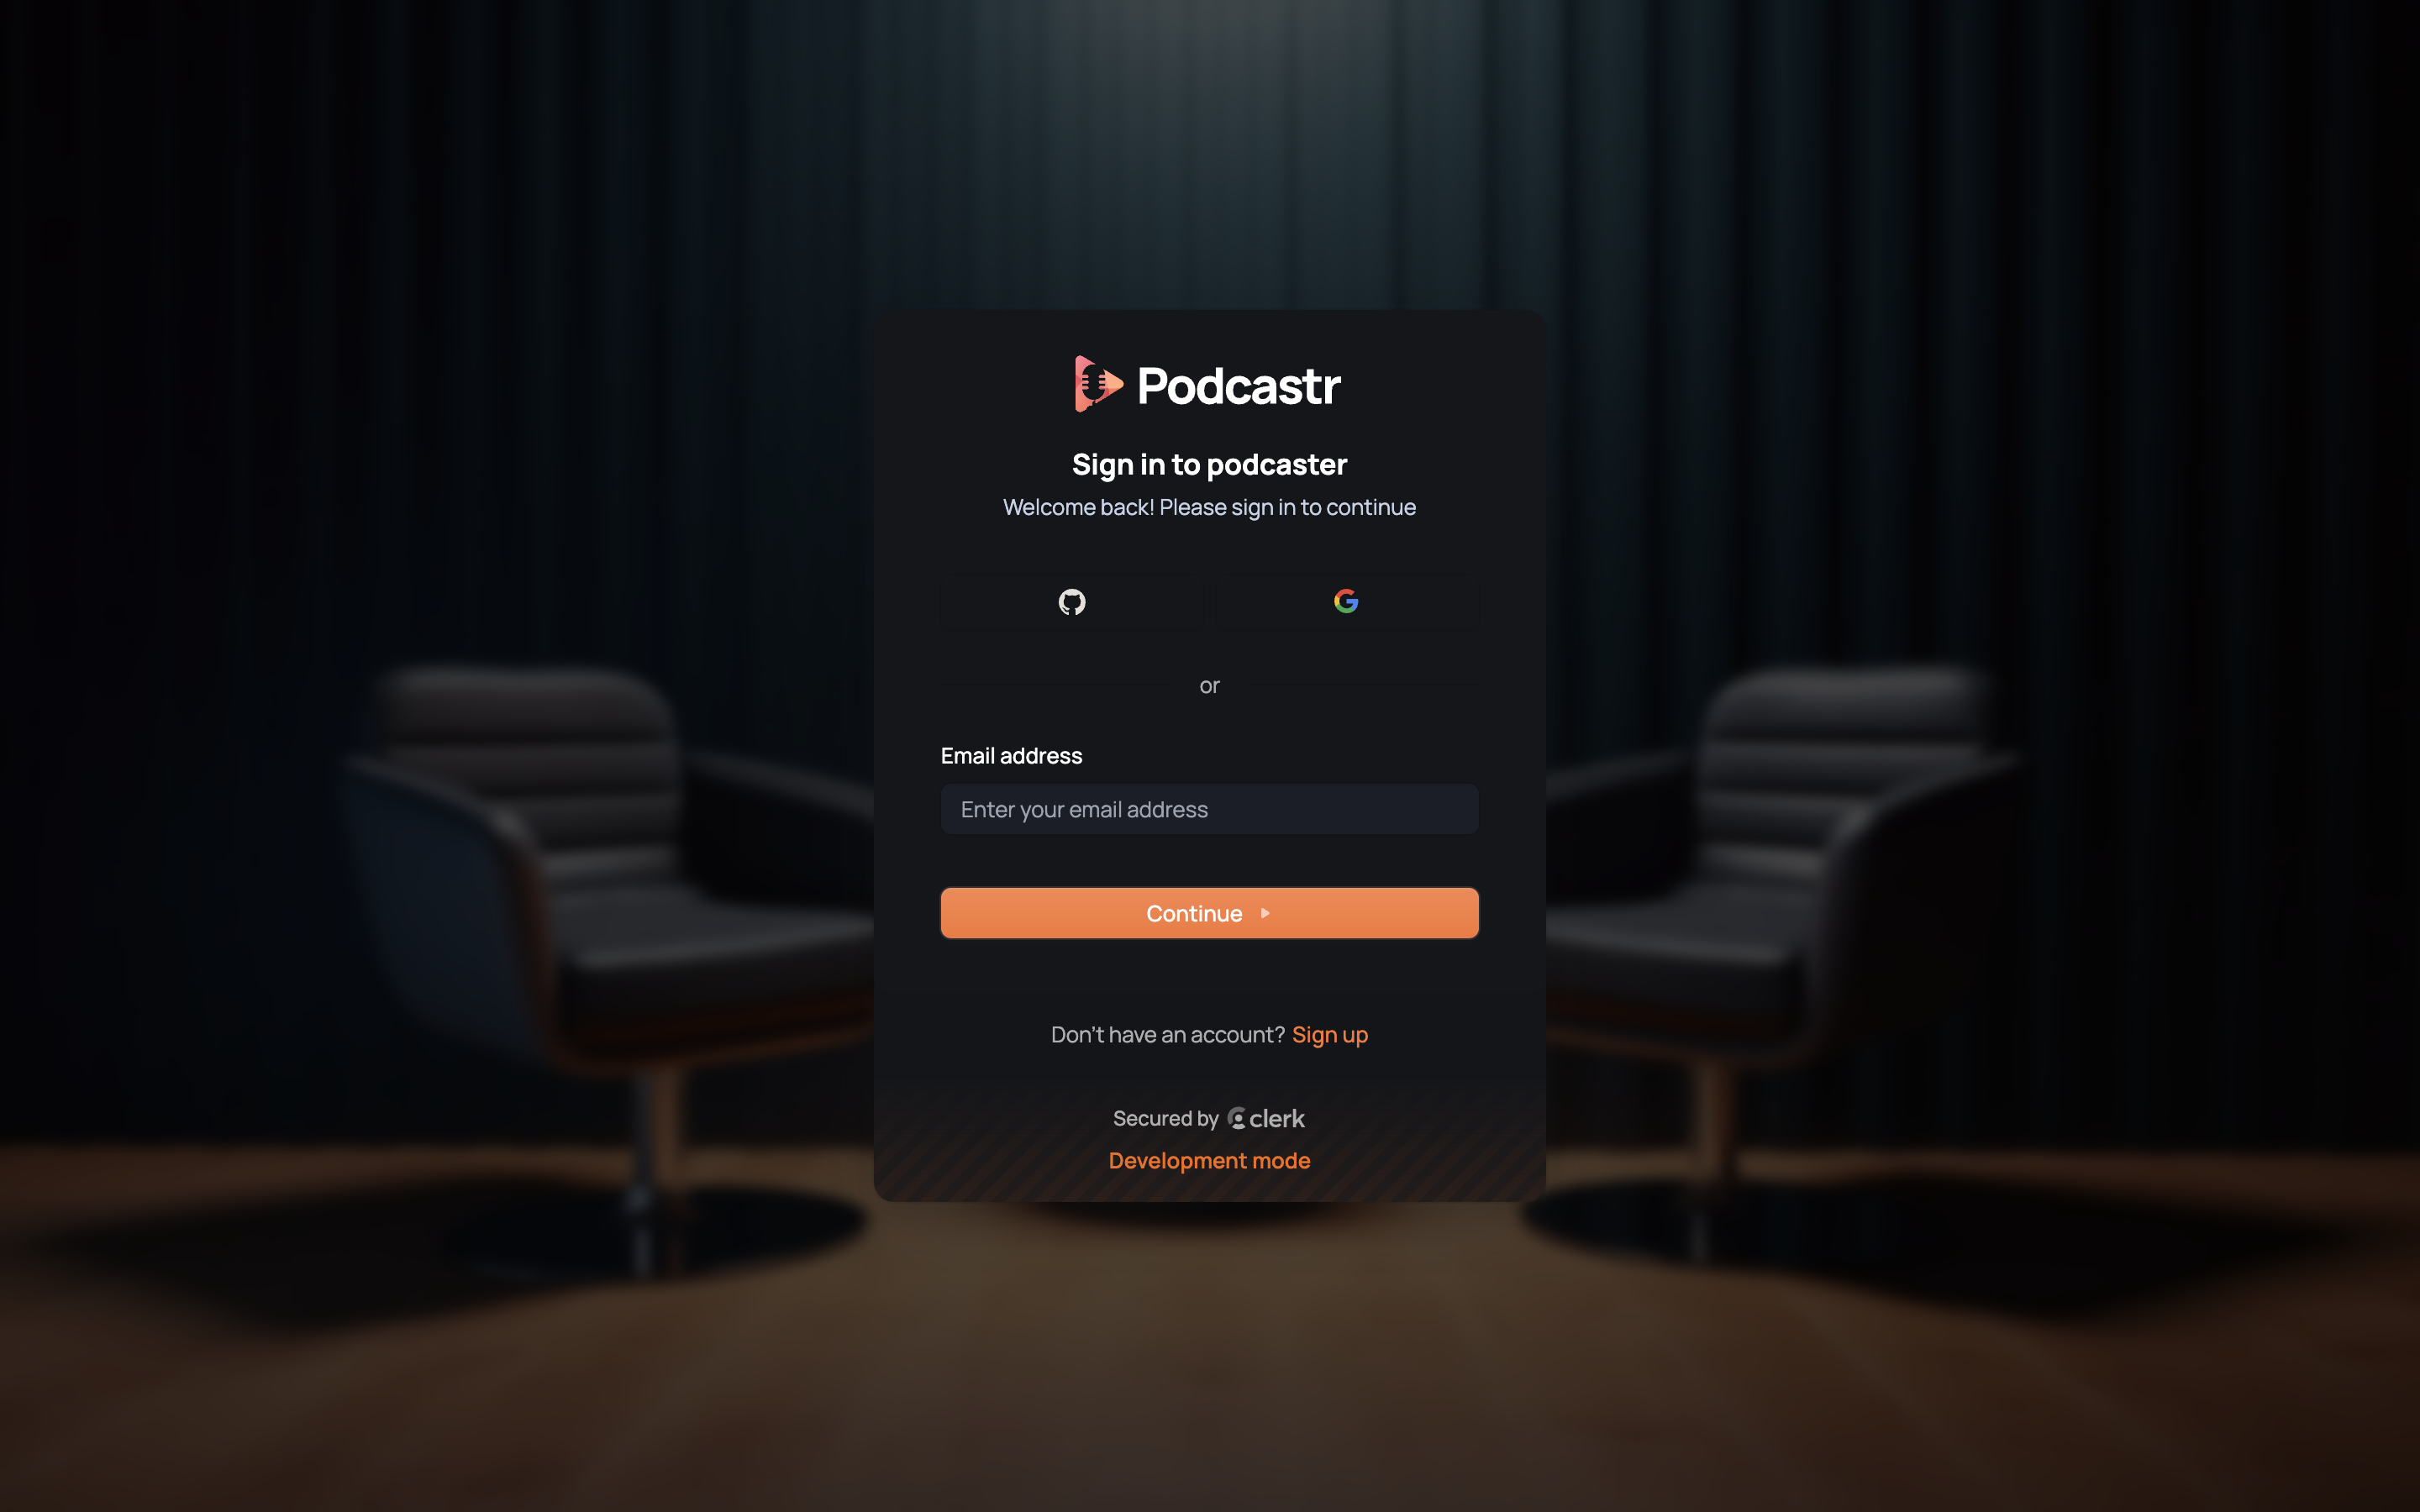 Podcastr
Sign in to podcaster
Welcome back! Please sign in to continue
or
Email address
Enter your email address
Continue
Don't have an account? Sign up
Secured by clerk
Development mode